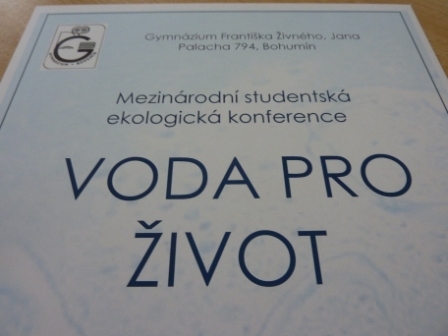 Gymnázium Františka Živného, Jana
Palacha 794, Bohumín
Mezinárodní studentská
ekologická konference
VODA PRO
ŽIVOT